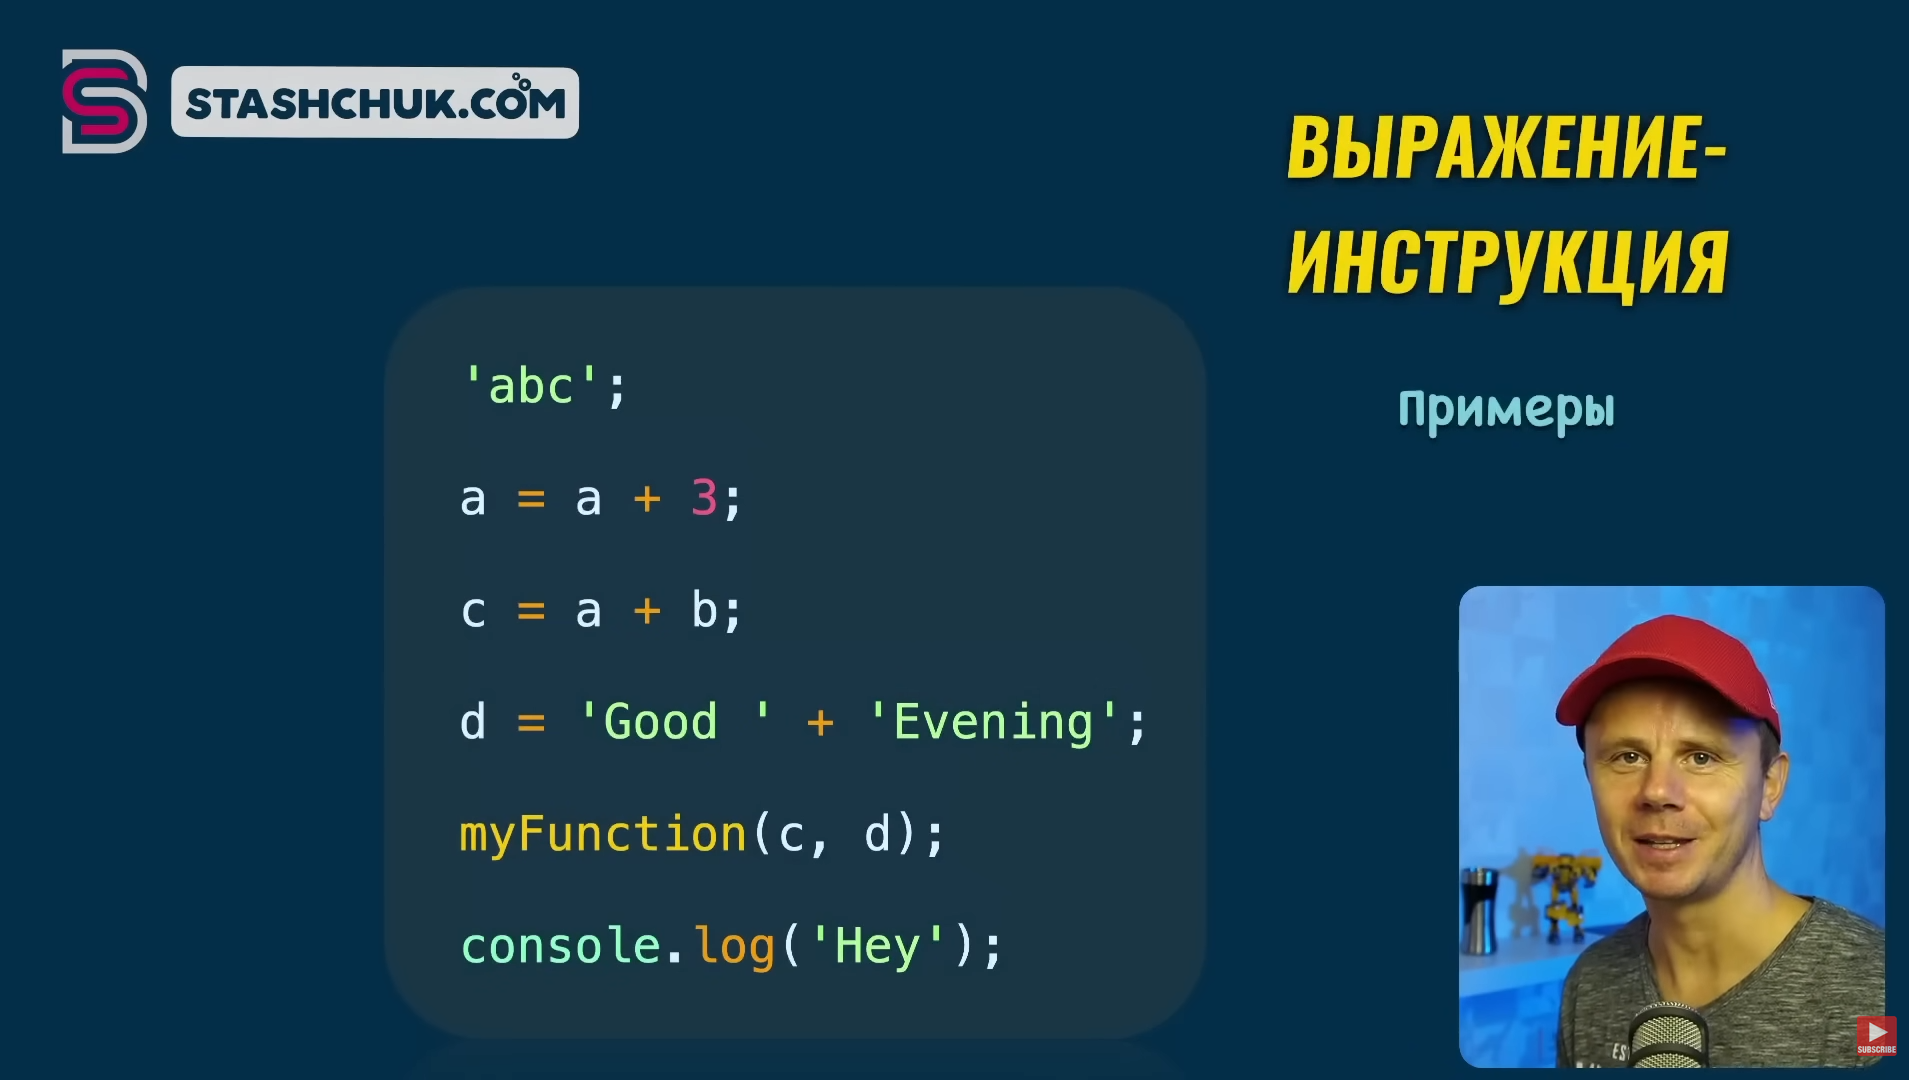 STASHCHUK.COM
ВЫРАЖЕНИЕ-
ИНСТРУКЦИЯ
Примеры
'abc';
a = a + 3;
c = a + b;
d = 'Good ' + 'Evening';
myFunction(c, d);
console.log('Hey');
SUBSCRIBE